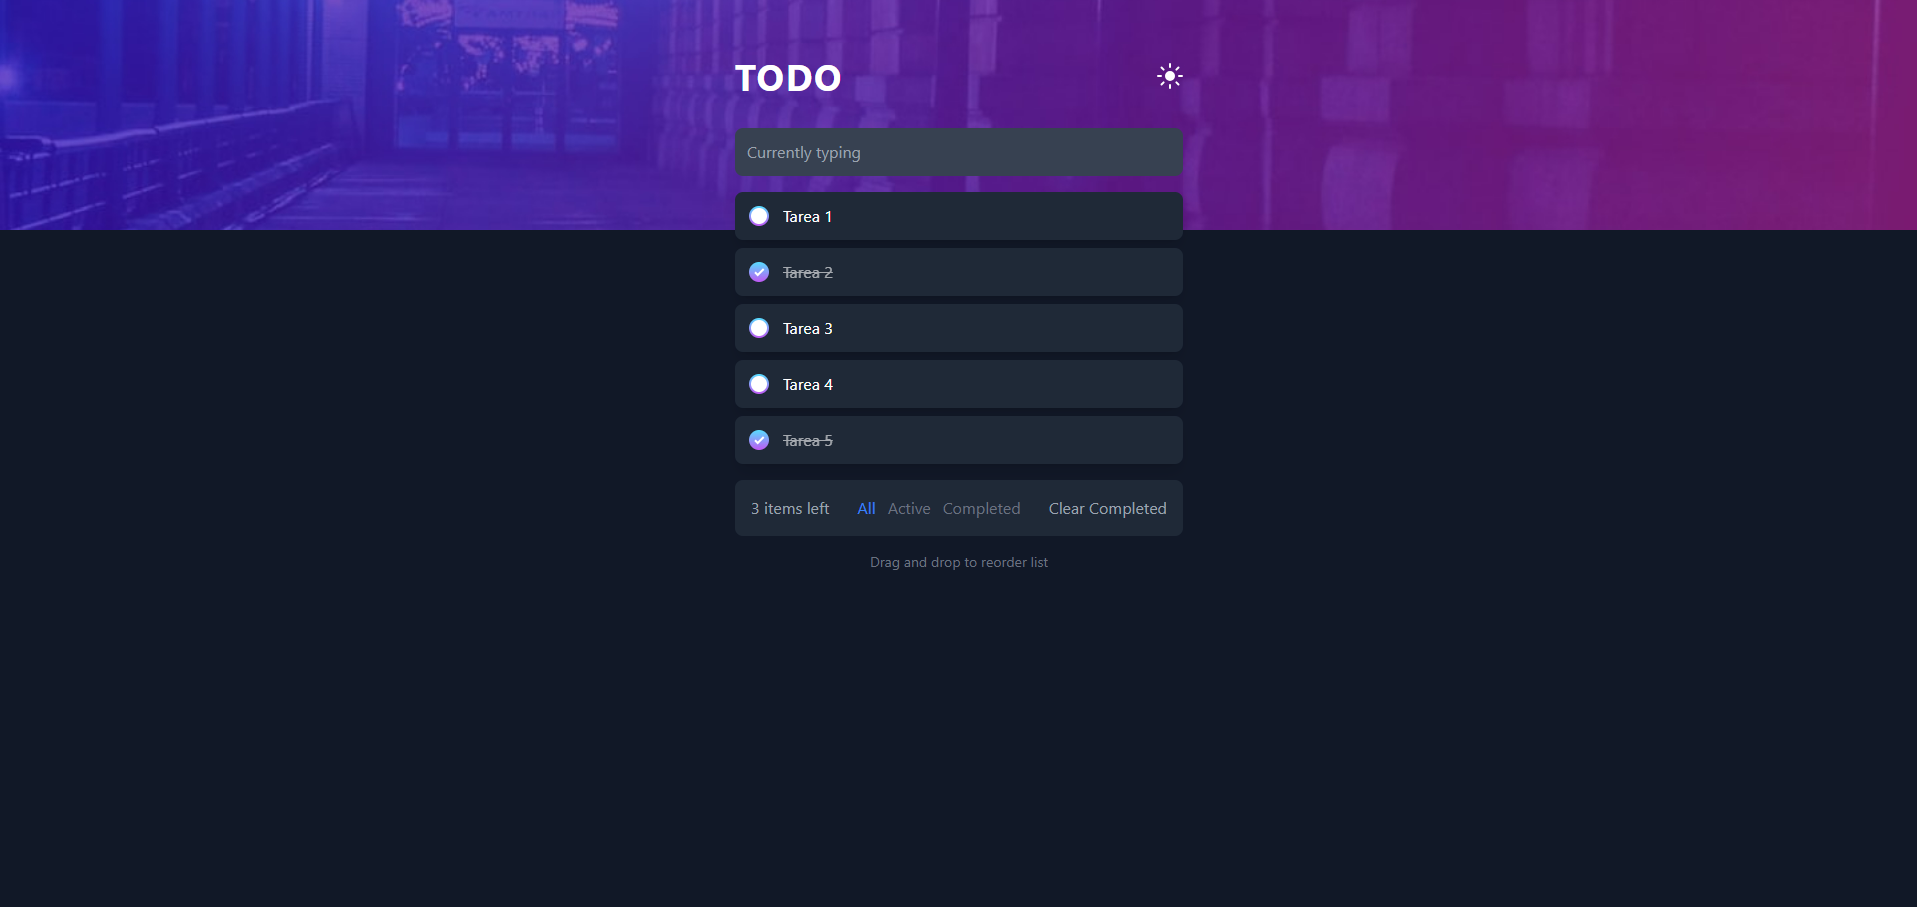 TODO
Currently typing
Tarea 1
Tarea 2
Tarea 3
Tarea 4
Tarea 5
3 items left All Active Completed Clear Completed
Drag and drop to reorder list